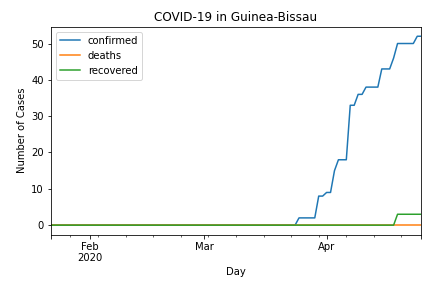 COVID-19 in Guinea-Bissau
confirmed
deaths
recovered
Number of Cases
50
40
30
20
10
0
Feb
2020
Mar
Apr
Day